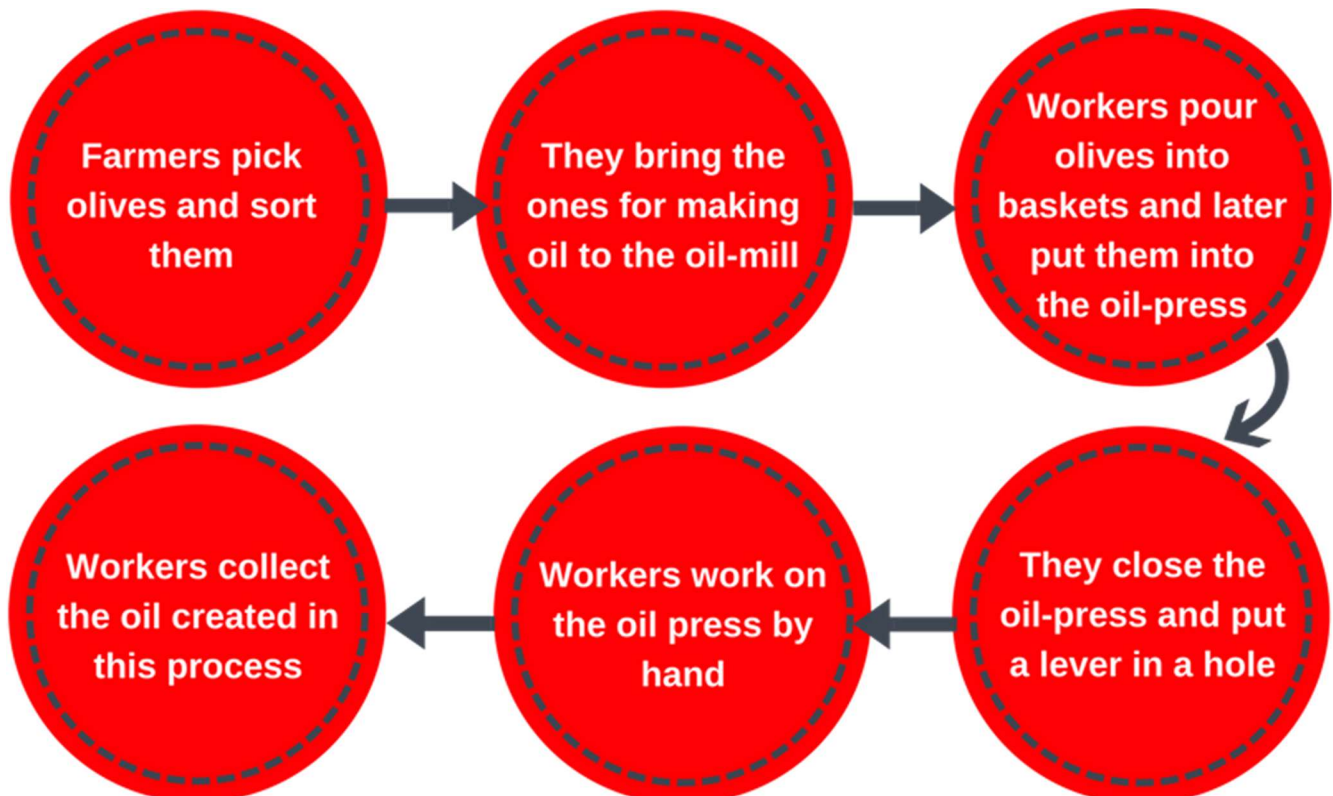 Farmers pick
olives and sort
them
They bring the
ones for making
oil to the oil-mill
Workers pour
olives into
baskets and later
put them into
the oil-press
They close the
oil-press and put
a lever in a hole
Workers work on
the oil press by
hand
Workers collect
the oil created in
this process